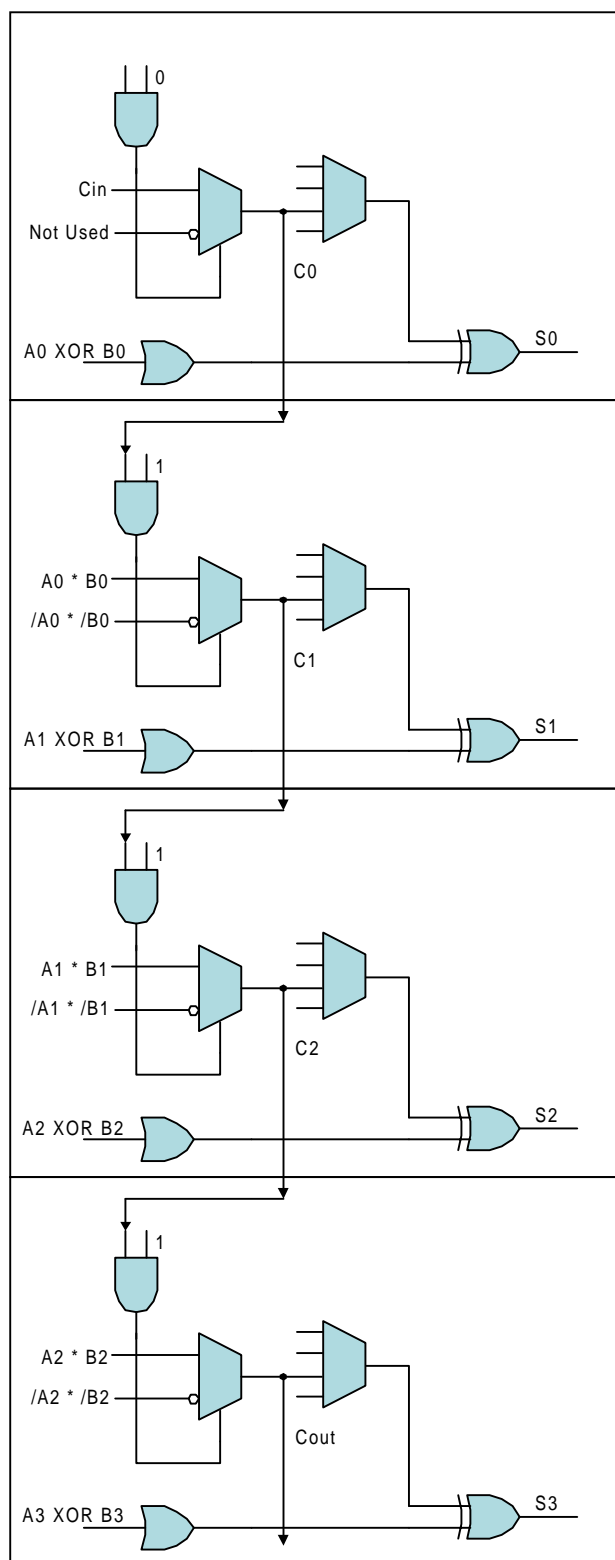 0
Cin
Not Used
C0
A0 XOR B0
S0
1
A0 * B0
/A0 * /B0
C1
A1 XOR B1
S1
1
A1 * B1
/A1 * /B1
C2
A2 XOR B2
S2
1
A2 * B2
/A2 * /B2
Cout
A3 XOR B3
S3